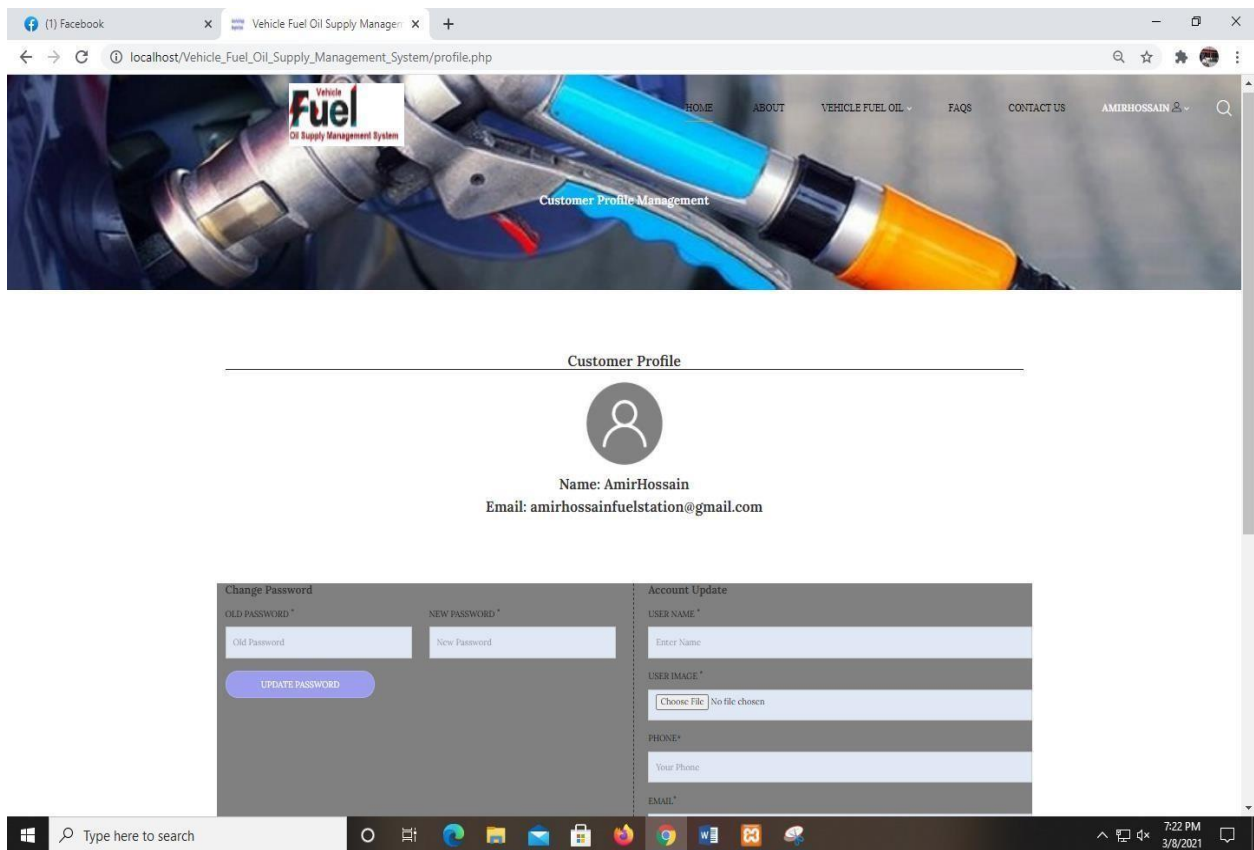 (1) Facebook
Vehicle Fuel Oil Supply Managem
localhost/Vehicle_Fuel_Oil_Supply_Management_System/profile.php
Vehicle
Fuel
Oil Supply Management System
HOME ABOUT VEHICLE FUEL OIL FAQS CONTACT US AMIRHOSSAIN
Customer Profile Management
Customer Profile
Name: AmirHossain
Email: amirhossainfuelstation@gmail.com
Change Password
OLD PASSWORD * NEW PASSWORD *
Old Password New Password
UPDATE PASSWORD
Account Update
USER NAME *
Enter Name
USER IMAGE *
Choose File No file chosen
PHONE*
Your Phone
EMAIL *
Type here to search
7:22 PM
3/8/2021